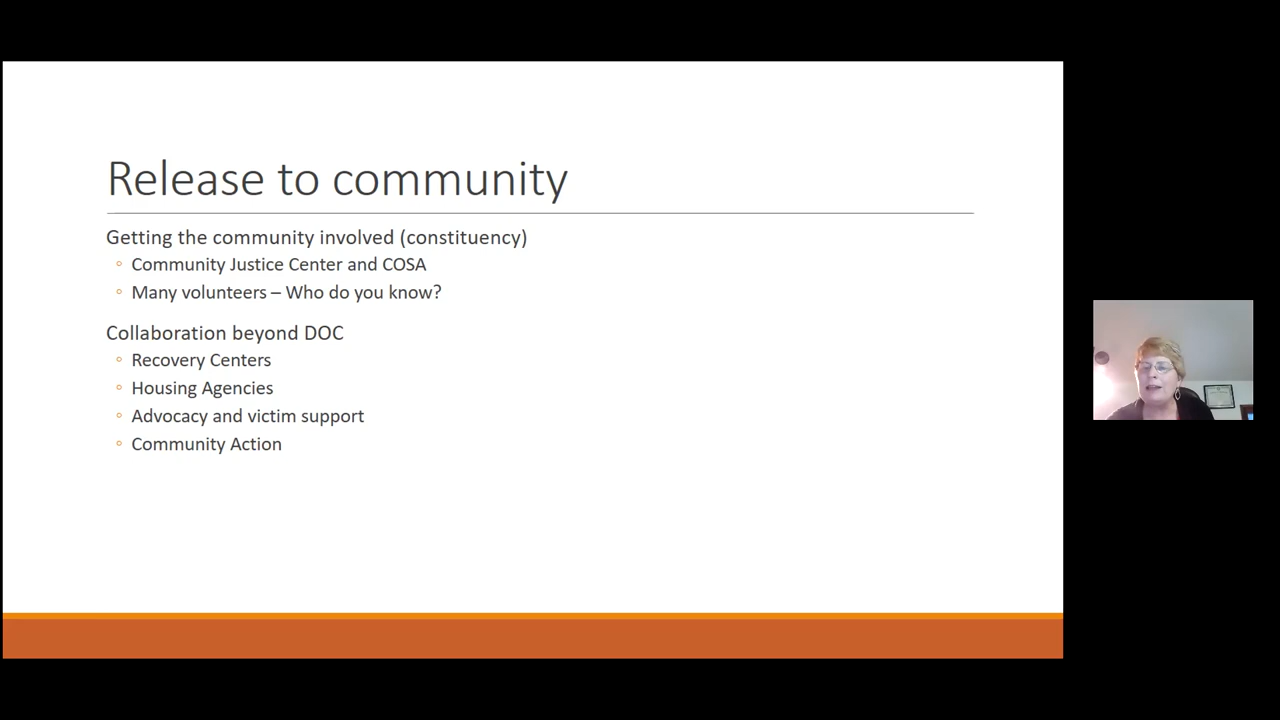 Release to community
Getting the community involved (constituency)
Community Justice Center and COSA
Many volunteers – Who do you know?
Collaboration beyond DOC
Recovery Centers
Housing Agencies
Advocacy and victim support
Community Action